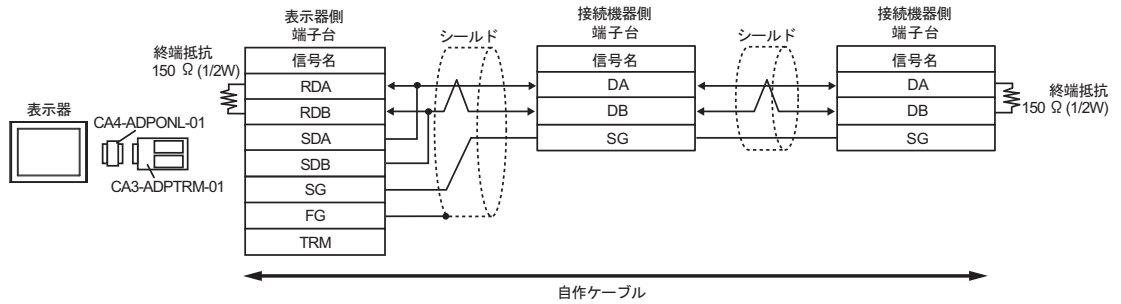 表示器側
端子台
接続機器側
端子台
接続機器側
端子台
シールド
シールド
終端抵抗
150 Ω (1/2W)
信号名
信号名
信号名
RDA
DA
DA
RDB
DB
DB
終端抵抗
150 Ω (1/2W)
表示器
CA4-ADPONL-01
SDA
SG
SG
SDB
CA3-ADPTRM-01
SG
FG
TRM
自作ケーブル